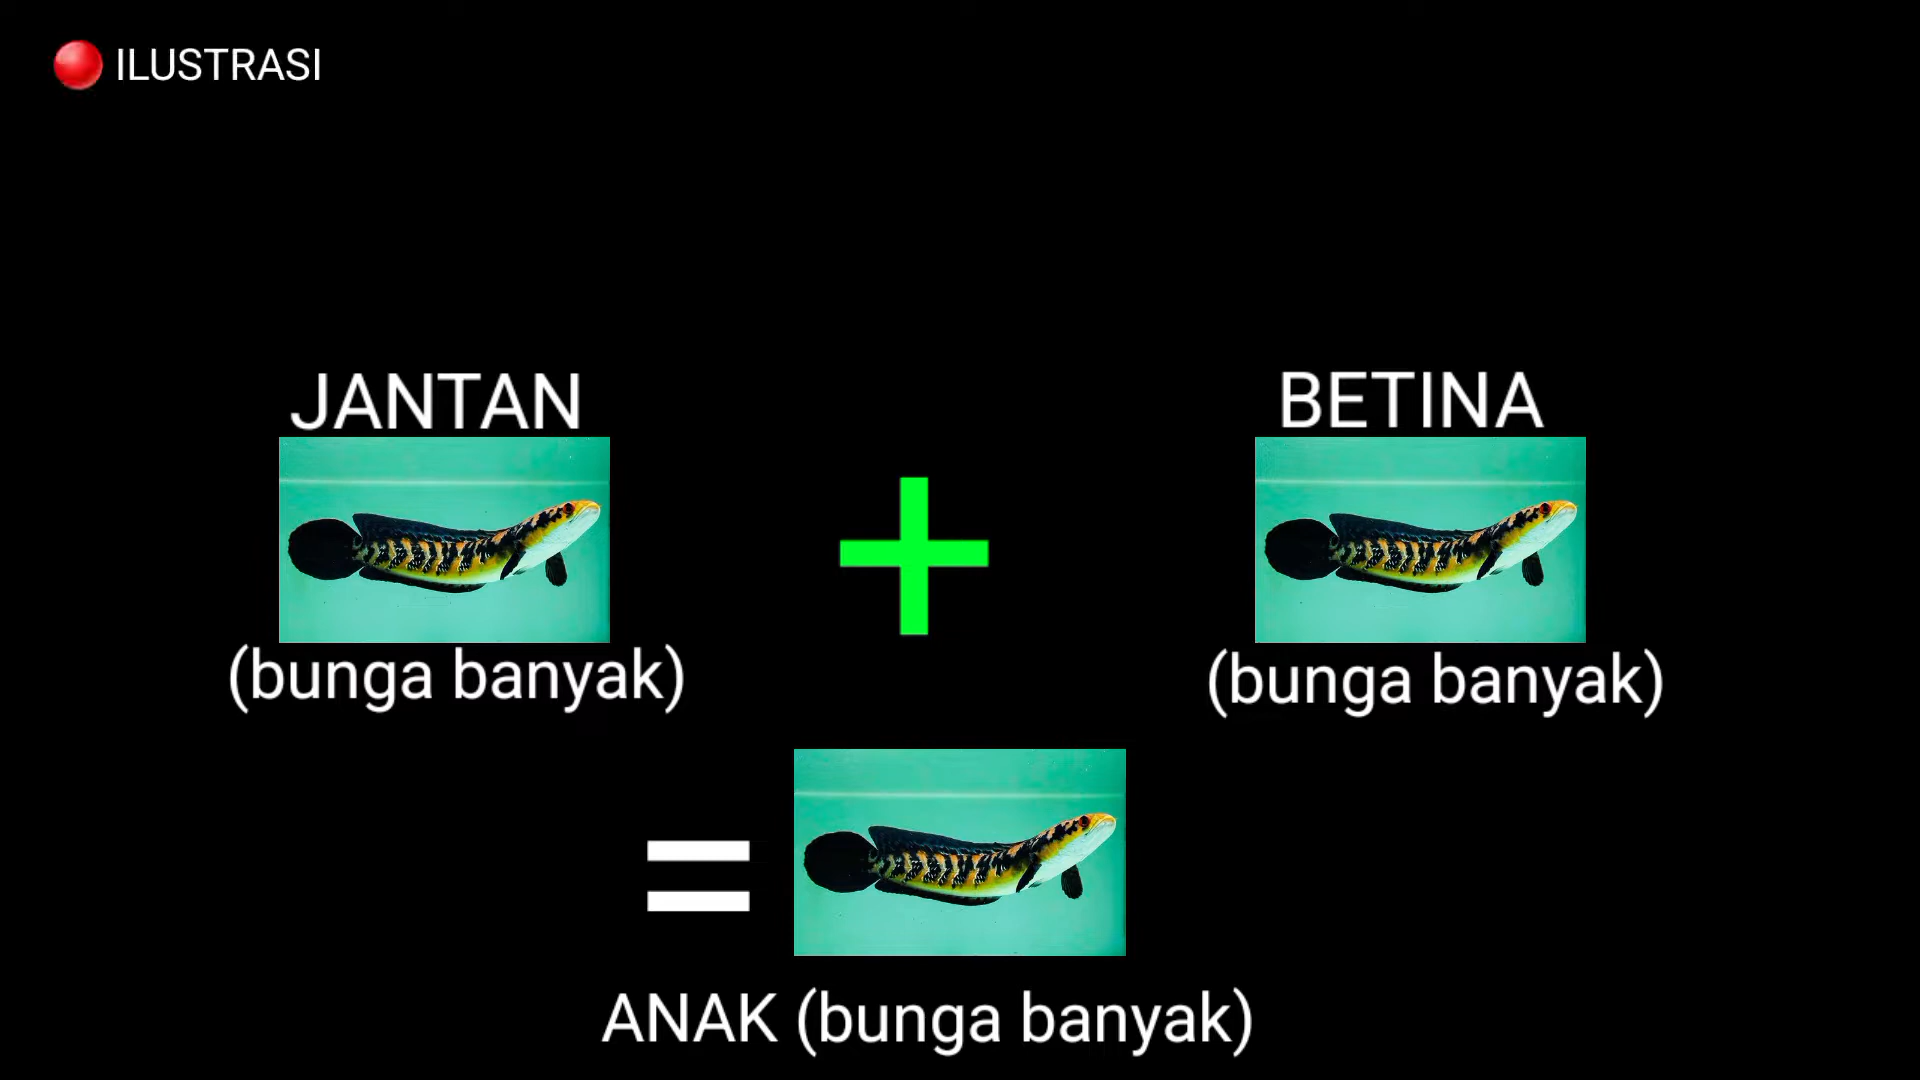 ILUSTRASI
JANTAN
BETINA
(bunga banyak)
(bunga banyak)
ANAK (bunga banyak)